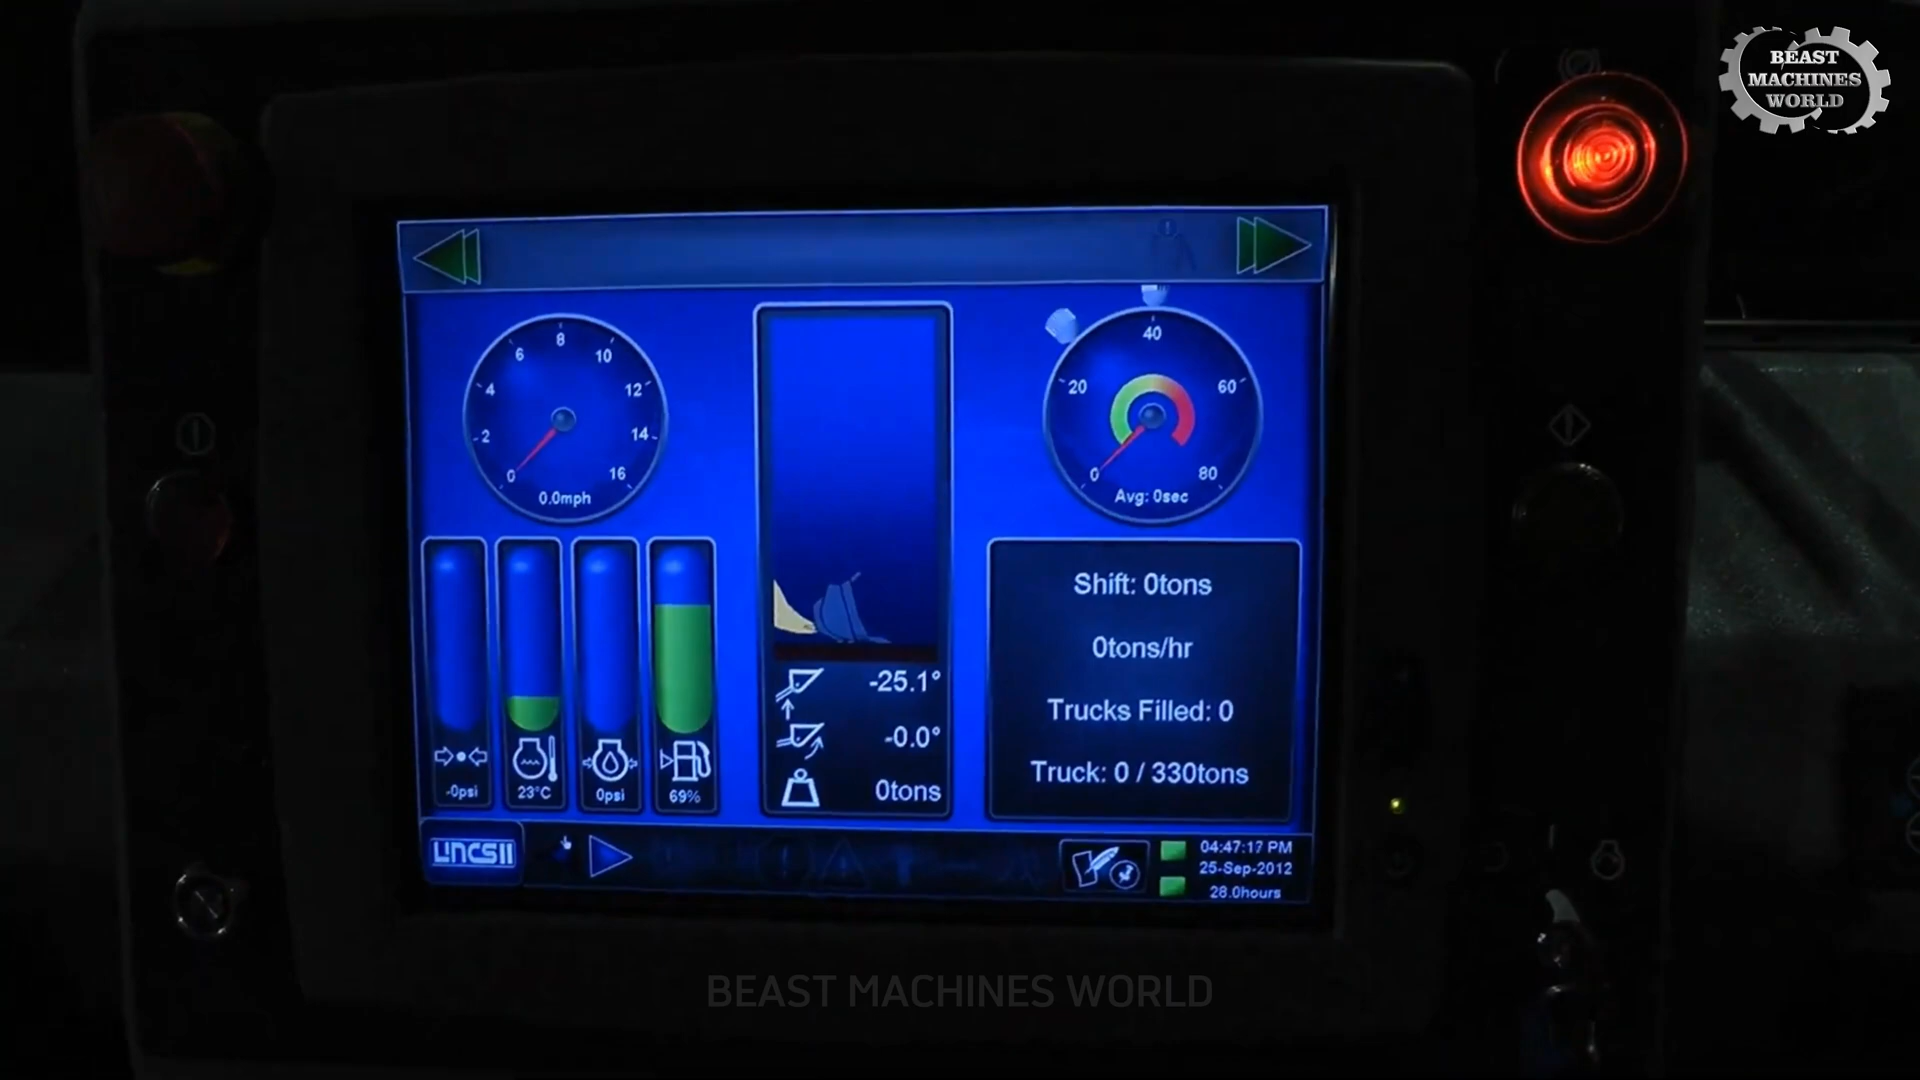 BEAST
MACHINES
WORLD
6
8
10
4
12
2
14
0
16
0.0mph
40
20
60
0
80
Avg: 0sec
-0psi
23°C
0psi
69%
-25.1°
-0.0°
0tons
Shift: 0tons
0tons/hr
Trucks Filled: 0
Truck: 0 / 330tons
LINCSII
04:47:17 PM
25-Sep-2012
28.0hours
BEAST MACHINES WORLD